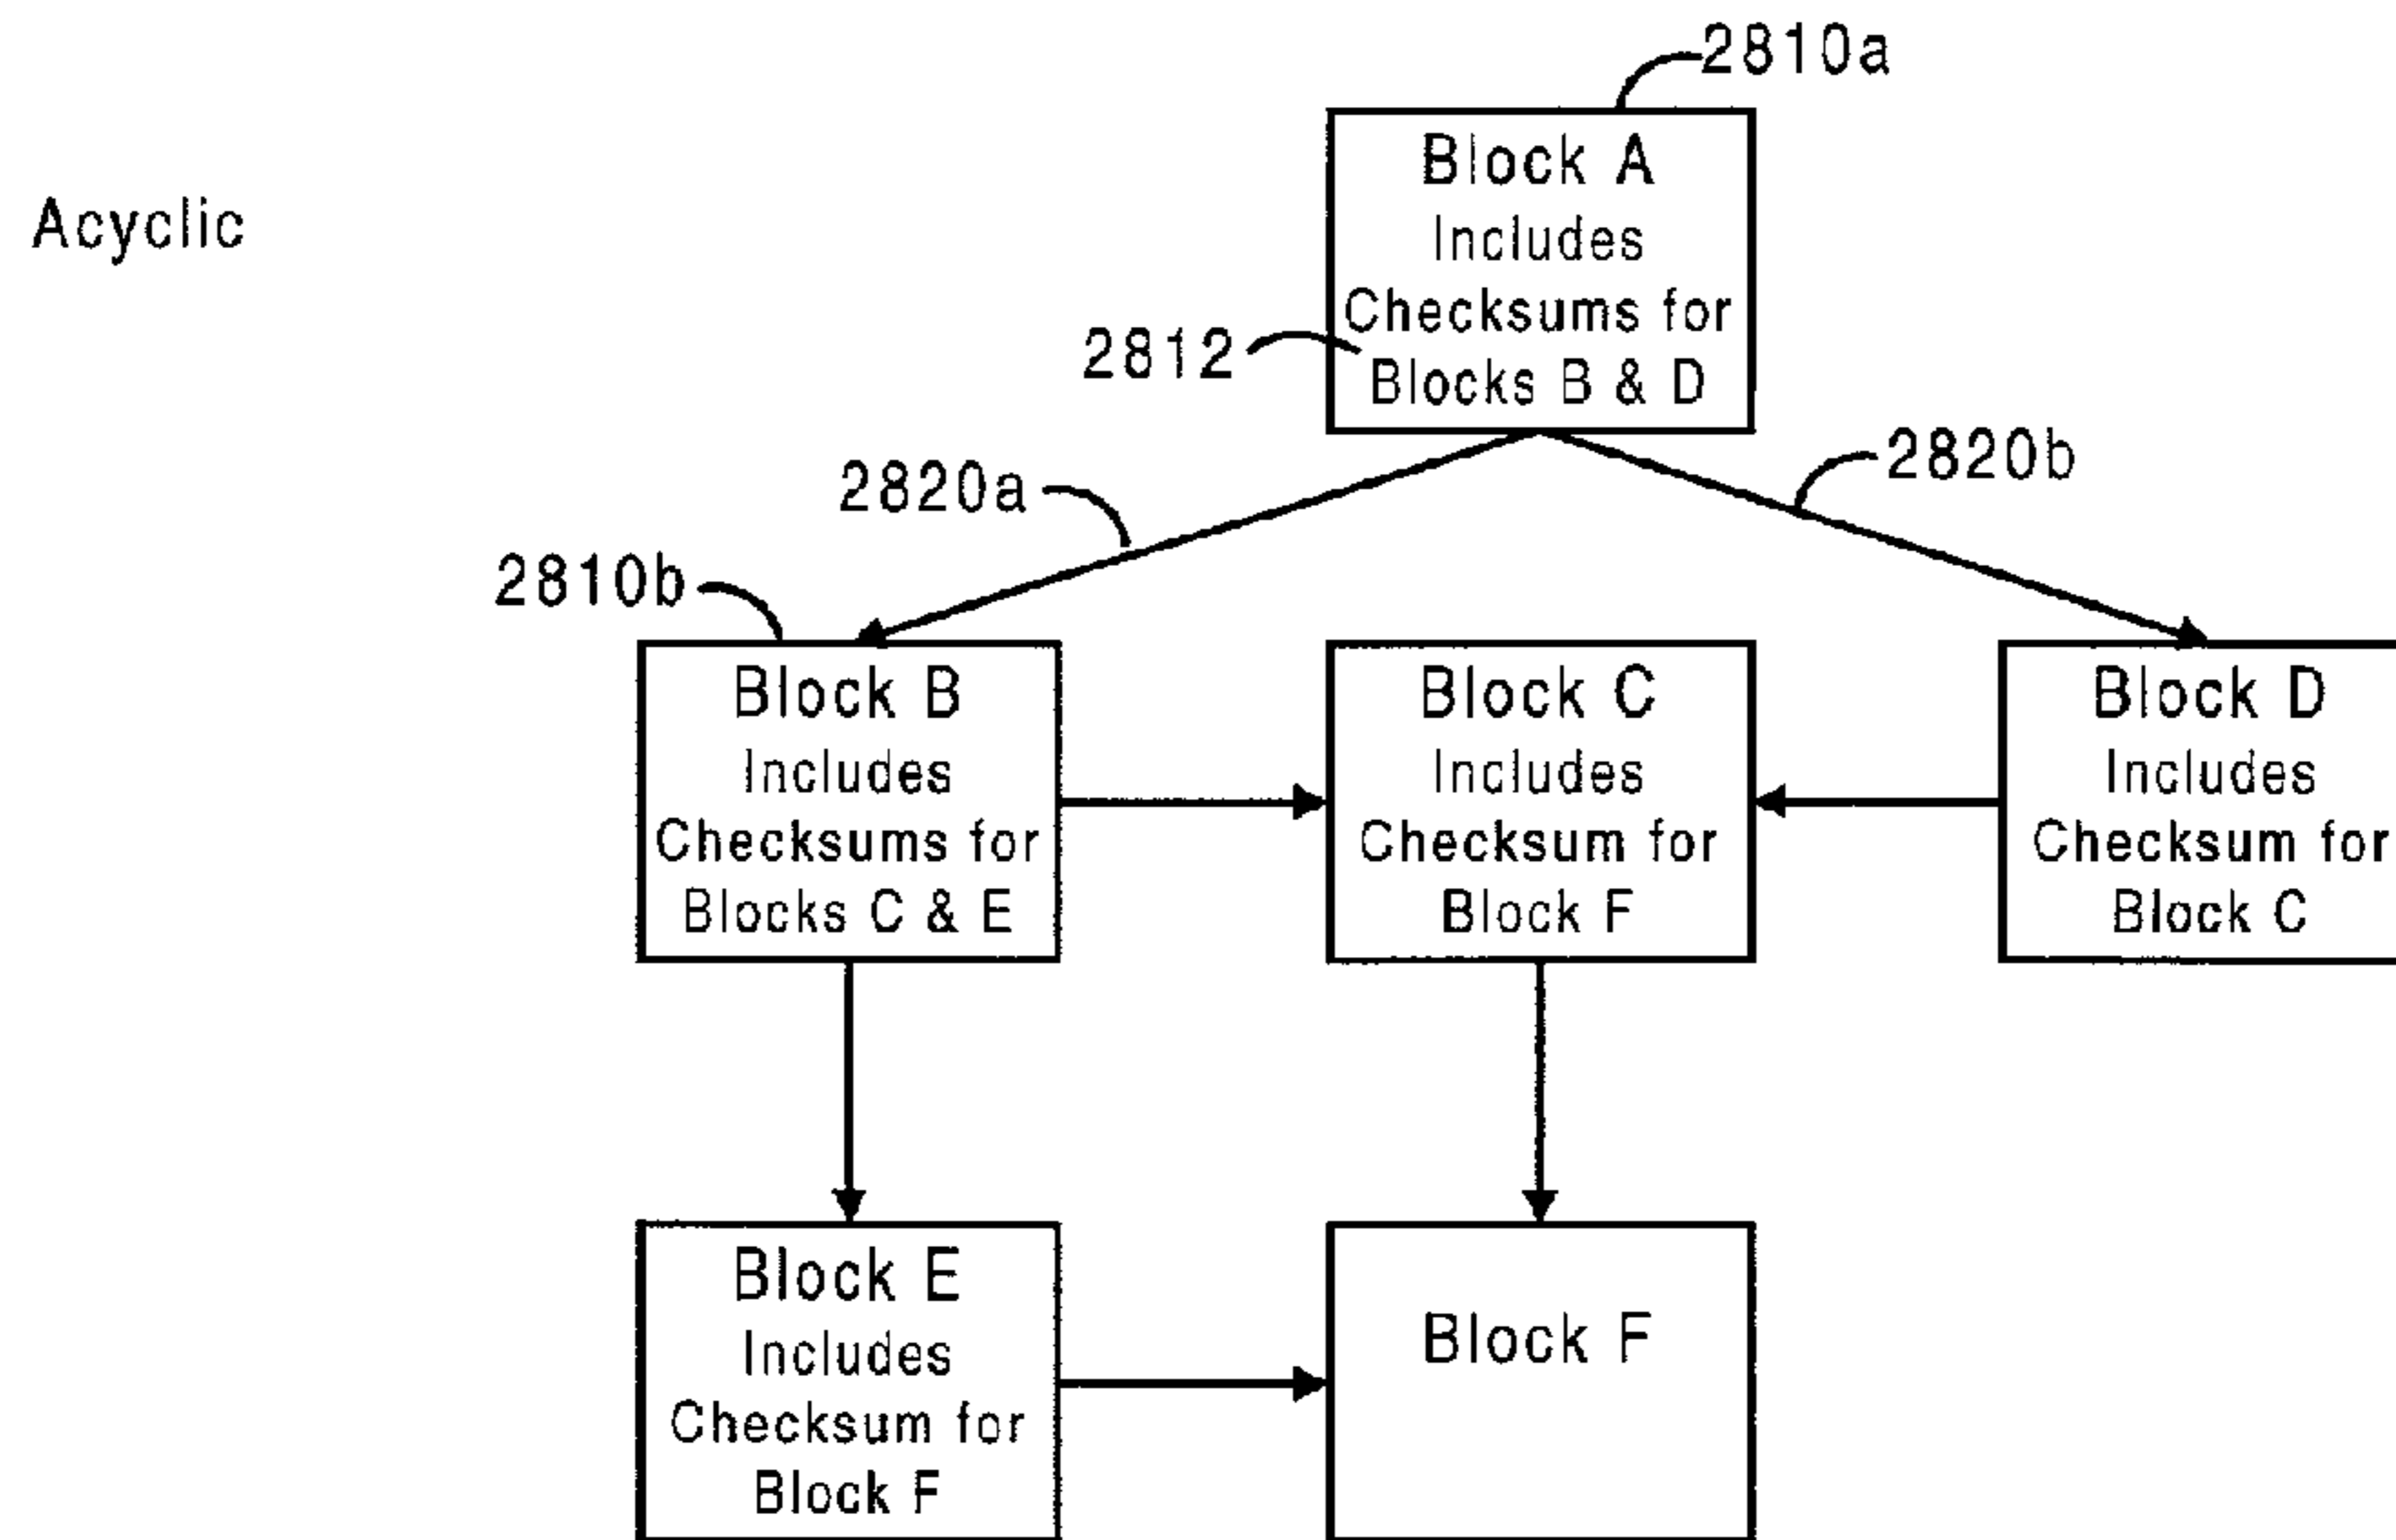 2810a
Acyclic
Block A
Includes
Checksums for
Blocks B & D
2812
2820a
2820b
2810b
Block B
Includes
Checksums for
Blocks C & E
Block C
Includes
Checksum for
Block F
Block D
Includes
Checksum for
Block C
Block E
Includes
Checksum for
Block F
Block F